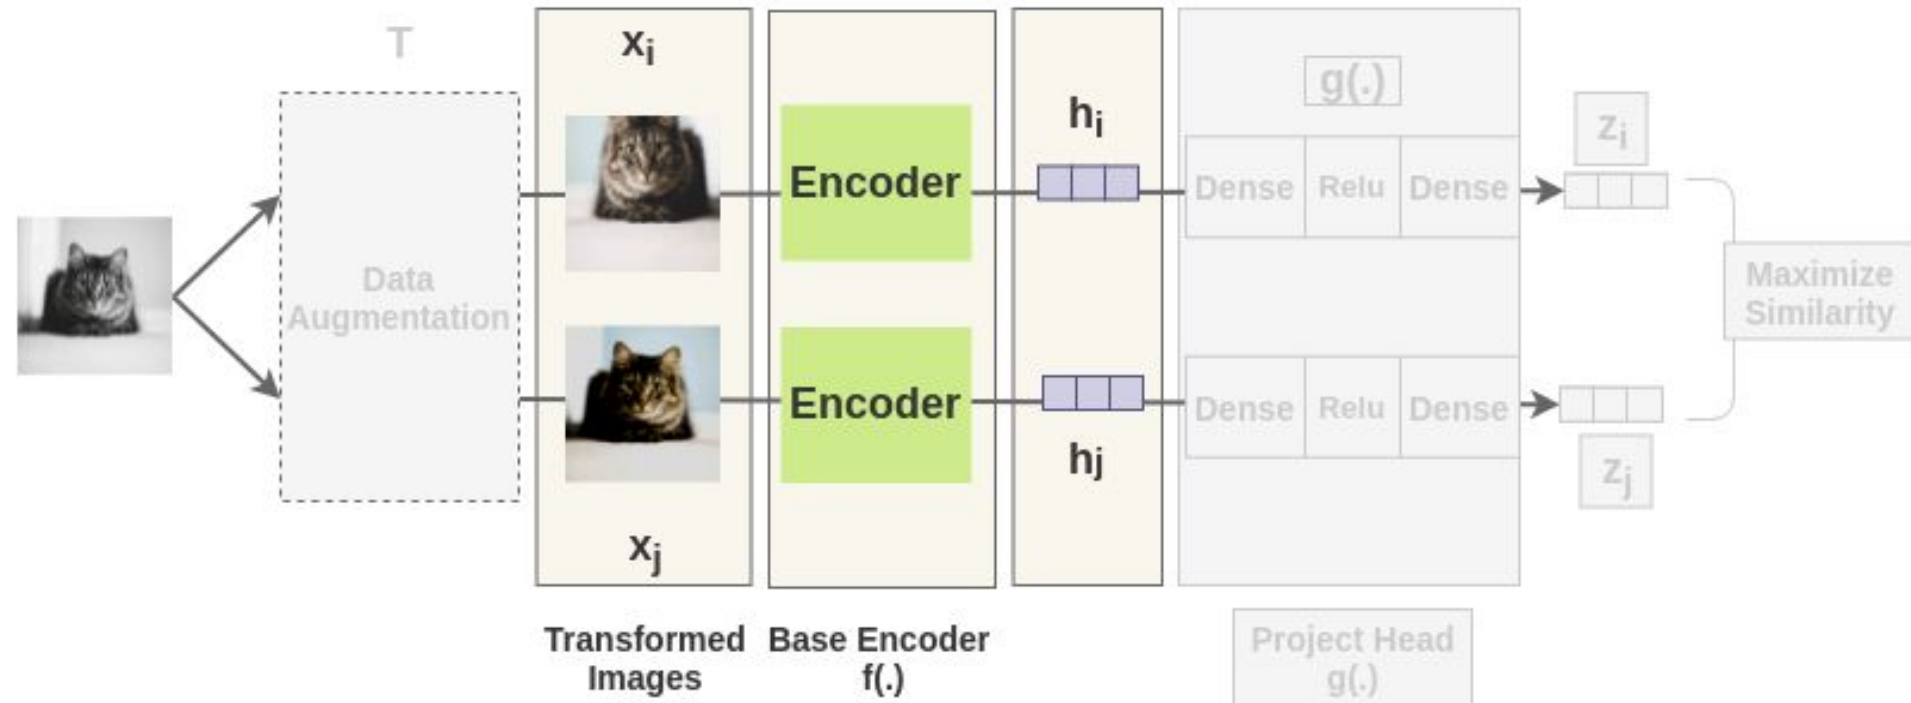 T
Data
Augmentation
xi
xj
Transformed
Images
Encoder
Encoder
Base Encoder
f(.)
hi
hj
g(.)
Dense Relu Dense
Dense Relu Dense
Project Head
g(.)
zi
zj
Maximize
Similarity